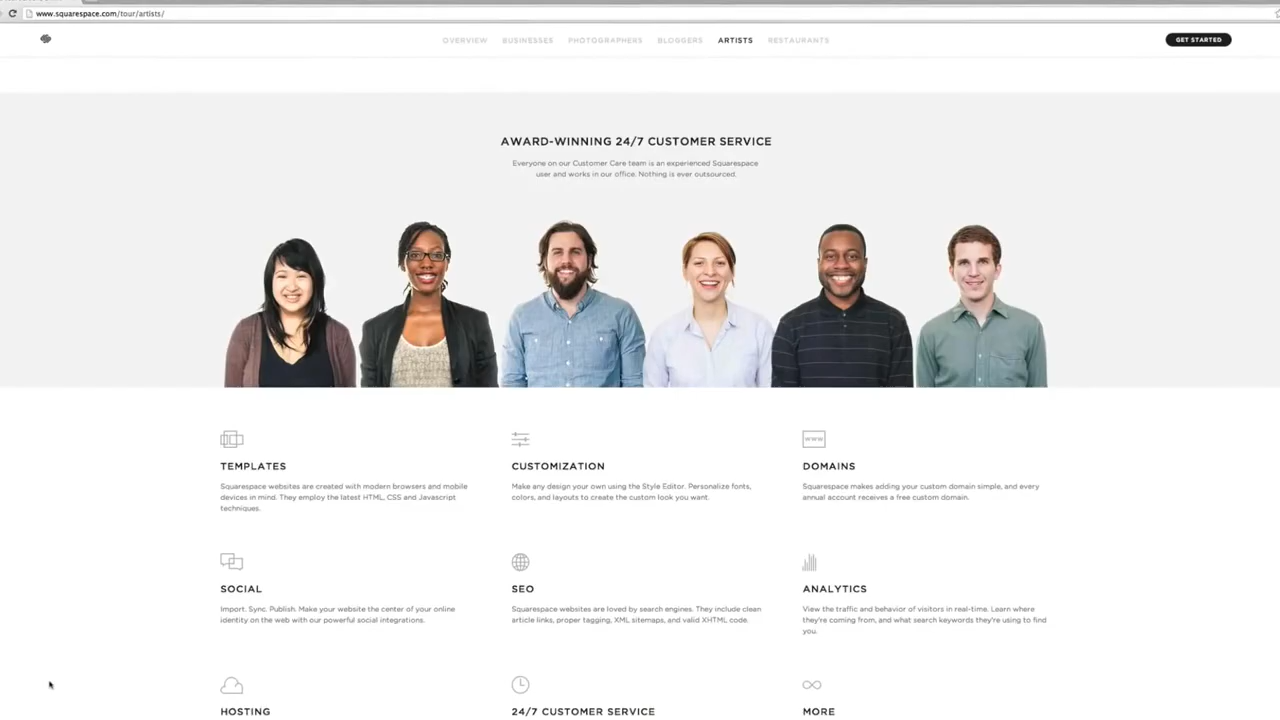 www.squarespace.com/tour/artists/
OVERVIEW BUSINESSES PHOTOGRAPHERS BLOGGERS ARTISTS RESTAURANTS
GET STARTED
AWARD-WINNING 24/7 CUSTOMER SERVICE
Everyone on our Customer Care team is an experienced Squarespace
user and works in our office. Nothing is ever outsourced.
TEMPLATES
Squarespace websites are created with modern browsers and mobile
devices in mind. They employ the latest HTML, CSS and Javascript
techniques.
CUSTOMIZATION
Make any design your own using the Style Editor. Personalize fonts,
colors, and layouts to create the custom look you want.
WWW
DOMAINS
Squarespace makes adding your custom domain simple, and every
annual account receives a free custom domain.
SOCIAL
Import. Sync. Publish. Make your website the center of your online
identity on the web with our powerful social integrations.
SEO
Squarespace websites are loved by search engines. They include clean
article links, proper tagging, XML sitemaps, and valid XHTML code.
ANALYTICS
View the traffic and behavior of visitors in real-time. Learn where
they're coming from, and what search keywords they're using to find
you.
HOSTING
24/7 CUSTOMER SERVICE
MORE